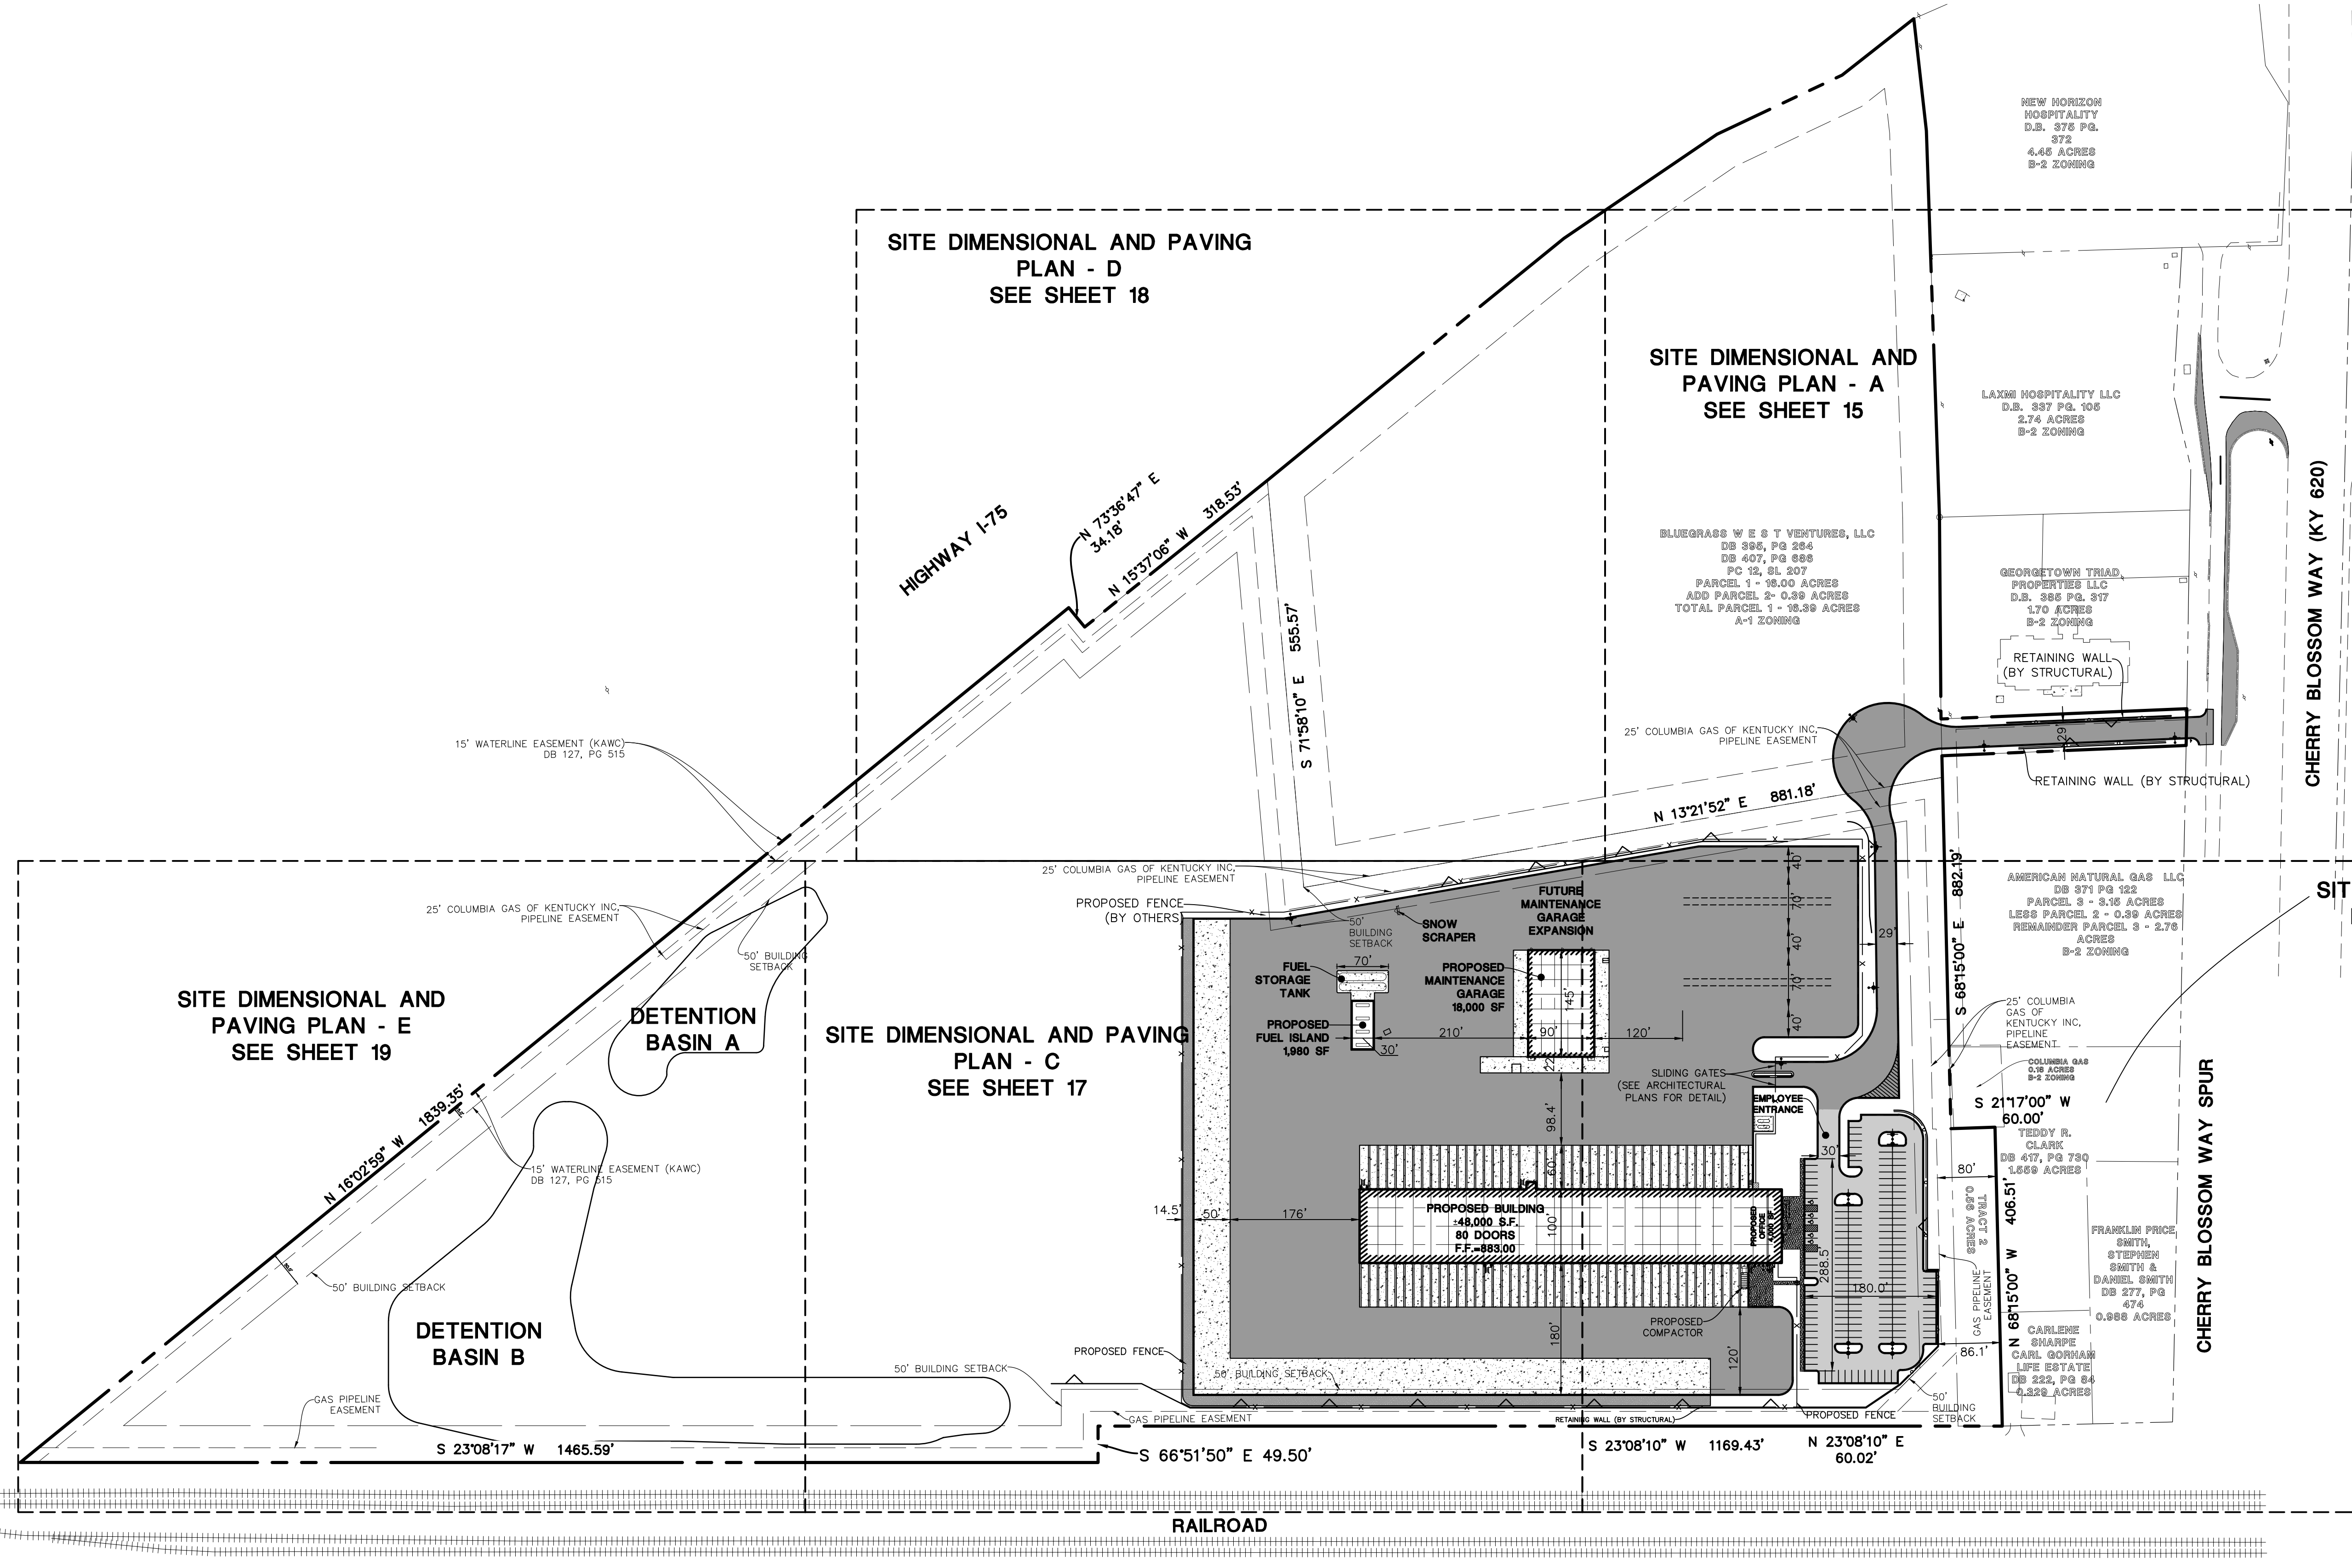 NEW HORIZON
HOSPITALITY
D.B. 375 PG.
372
4.45 ACRES
B-2 ZONING
SITE DIMENSIONAL AND PAVING
PLAN - D
SEE SHEET 18
SITE DIMENSIONAL AND
PAVING PLAN - A
SEE SHEET 15
LAXMI HOSPITALITY LLC
D.B. 337 PG. 105
2.74 ACRES
B-2 ZONING
CHERRY BLOSSOM WAY (KY 620)
HIGHWAY I-75
N 73°36'47" E
34.18'
N 15°37'06" W 318.53'
S 71°58'10" E 555.57'
BLUEGRASS W E S T VENTURES, LLC
DB 395, PG 264
DB 407, PG 686
PC 12, SL 207
PARCEL 1 - 16.00 ACRES
ADD PARCEL 2- 0.39 ACRES
TOTAL PARCEL 1 - 16.39 ACRES
A-1 ZONING
GEORGETOWN TRIAD
PROPERTIES LLC
D.B. 385 PG. 317
1.70 ACRES
B-2 ZONING
RETAINING WALL
(BY STRUCTURAL)
29'
RETAINING WALL (BY STRUCTURAL)
25' COLUMBIA GAS OF KENTUCKY INC,
PIPELINE EASEMENT
15' WATERLINE EASEMENT (KAWC)
DB 127, PG 515
N 13°21'52" E 881.18'
25' COLUMBIA GAS OF KENTUCKY INC,
PIPELINE EASEMENT
PROPOSED FENCE
(BY OTHERS)
25' COLUMBIA GAS OF KENTUCKY INC,
PIPELINE EASEMENT
50' BUILDING
SETBACK
50'
BUILDING
SETBACK
SNOW
SCRAPER
FUTURE
MAINTENANCE
GARAGE
EXPANSION
40'
70'
40'
70'
40'
29'
S 68°15'00" E 882.19'
AMERICAN NATURAL GAS LLC
DB 371 PG 122
PARCEL 3 - 3.15 ACRES
LESS PARCEL 2 - 0.39 ACRES
REMAINDER PARCEL 3 - 2.76
ACRES
B-2 ZONING
SIT
FUEL
STORAGE
TANK
70'
PROPOSED
MAINTENANCE
GARAGE
18,000 SF
145'
PROPOSED
FUEL ISLAND
1,980 SF
30'
210'
90'
120'
22'
SITE DIMENSIONAL AND
PAVING PLAN - E
SEE SHEET 19
DETENTION
BASIN A
SITE DIMENSIONAL AND PAVING
PLAN - C
SEE SHEET 17
25' COLUMBIA
GAS OF
KENTUCKY INC,
PIPELINE
EASEMENT
COLUMBIA GAS
0.16 ACRES
B-2 ZONING
SLIDING GATES
(SEE ARCHITECTURAL
PLANS FOR DETAIL)
EMPLOYEE
ENTRANCE
98.4'
S 21°17'00" W
60.00'
TEDDY R.
CLARK
DB 417, PG 730
1.559 ACRES
CHERRY BLOSSOM WAY SPUR
N 16°02'59" W 1839.35'
15' WATERLINE EASEMENT (KAWC)
DB 127, PG 515
60'
30'
80'
14.5'
50'
176'
PROPOSED BUILDING
±48,000 S.F.
80 DOORS
F.F.=883.00
100'
PROPOSED
OFFICE
4,000 SF
288.5'
180.0'
TRACT 2
0.56 ACRES
N 68°15'00" W 406.51'
FRANKLIN PRICE
SMITH,
STEPHEN
SMITH &
DANIEL SMITH
DB 277, PG
474
0.988 ACRES
50' BUILDING SETBACK
DETENTION
BASIN B
GAS PIPELINE
EASEMENT
PROPOSED
COMPACTOR
180'
120'
86.1'
CARLENE
SHARPE
CARL GORHAM
LIFE ESTATE
DB 222, PG 84
0.329 ACRES
PROPOSED FENCE
50' BUILDING SETBACK
50' BUILDING SETBACK
GAS PIPELINE
EASEMENT
GAS PIPELINE EASEMENT
RETAINING WALL (BY STRUCTURAL)
PROPOSED FENCE
50'
BUILDING
SETBACK
S 23°08'17" W 1465.59'
S 66°51'50" E 49.50'
S 23°08'10" W 1169.43'
N 23°08'10" E
60.02'
RAILROAD